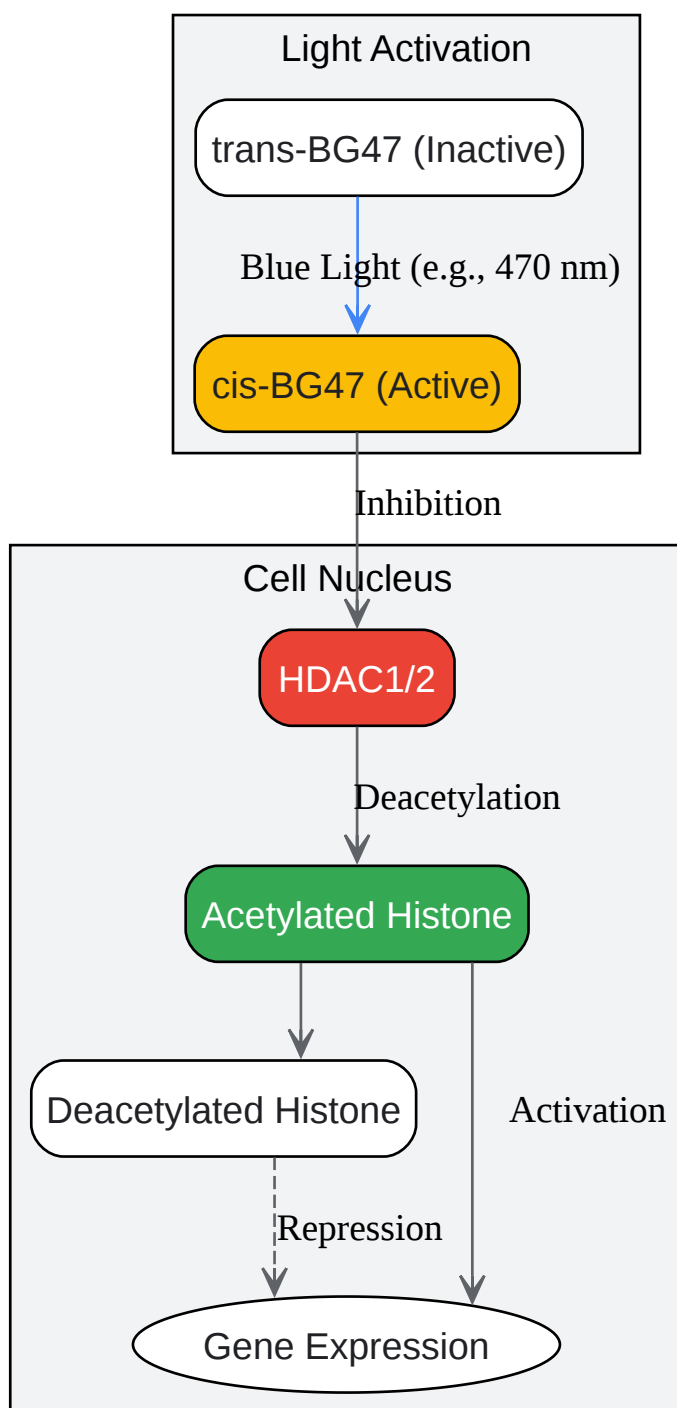 Light Activation
trans-BG47 (Inactive)
Blue Light (e.g., 470 nm)
cis-BG47 (Active)
Inhibition
Cell Nucleus
HDAC1/2
Deacetylation
Acetylated Histone
Deacetylated Histone
Activation
Repression
Gene Expression